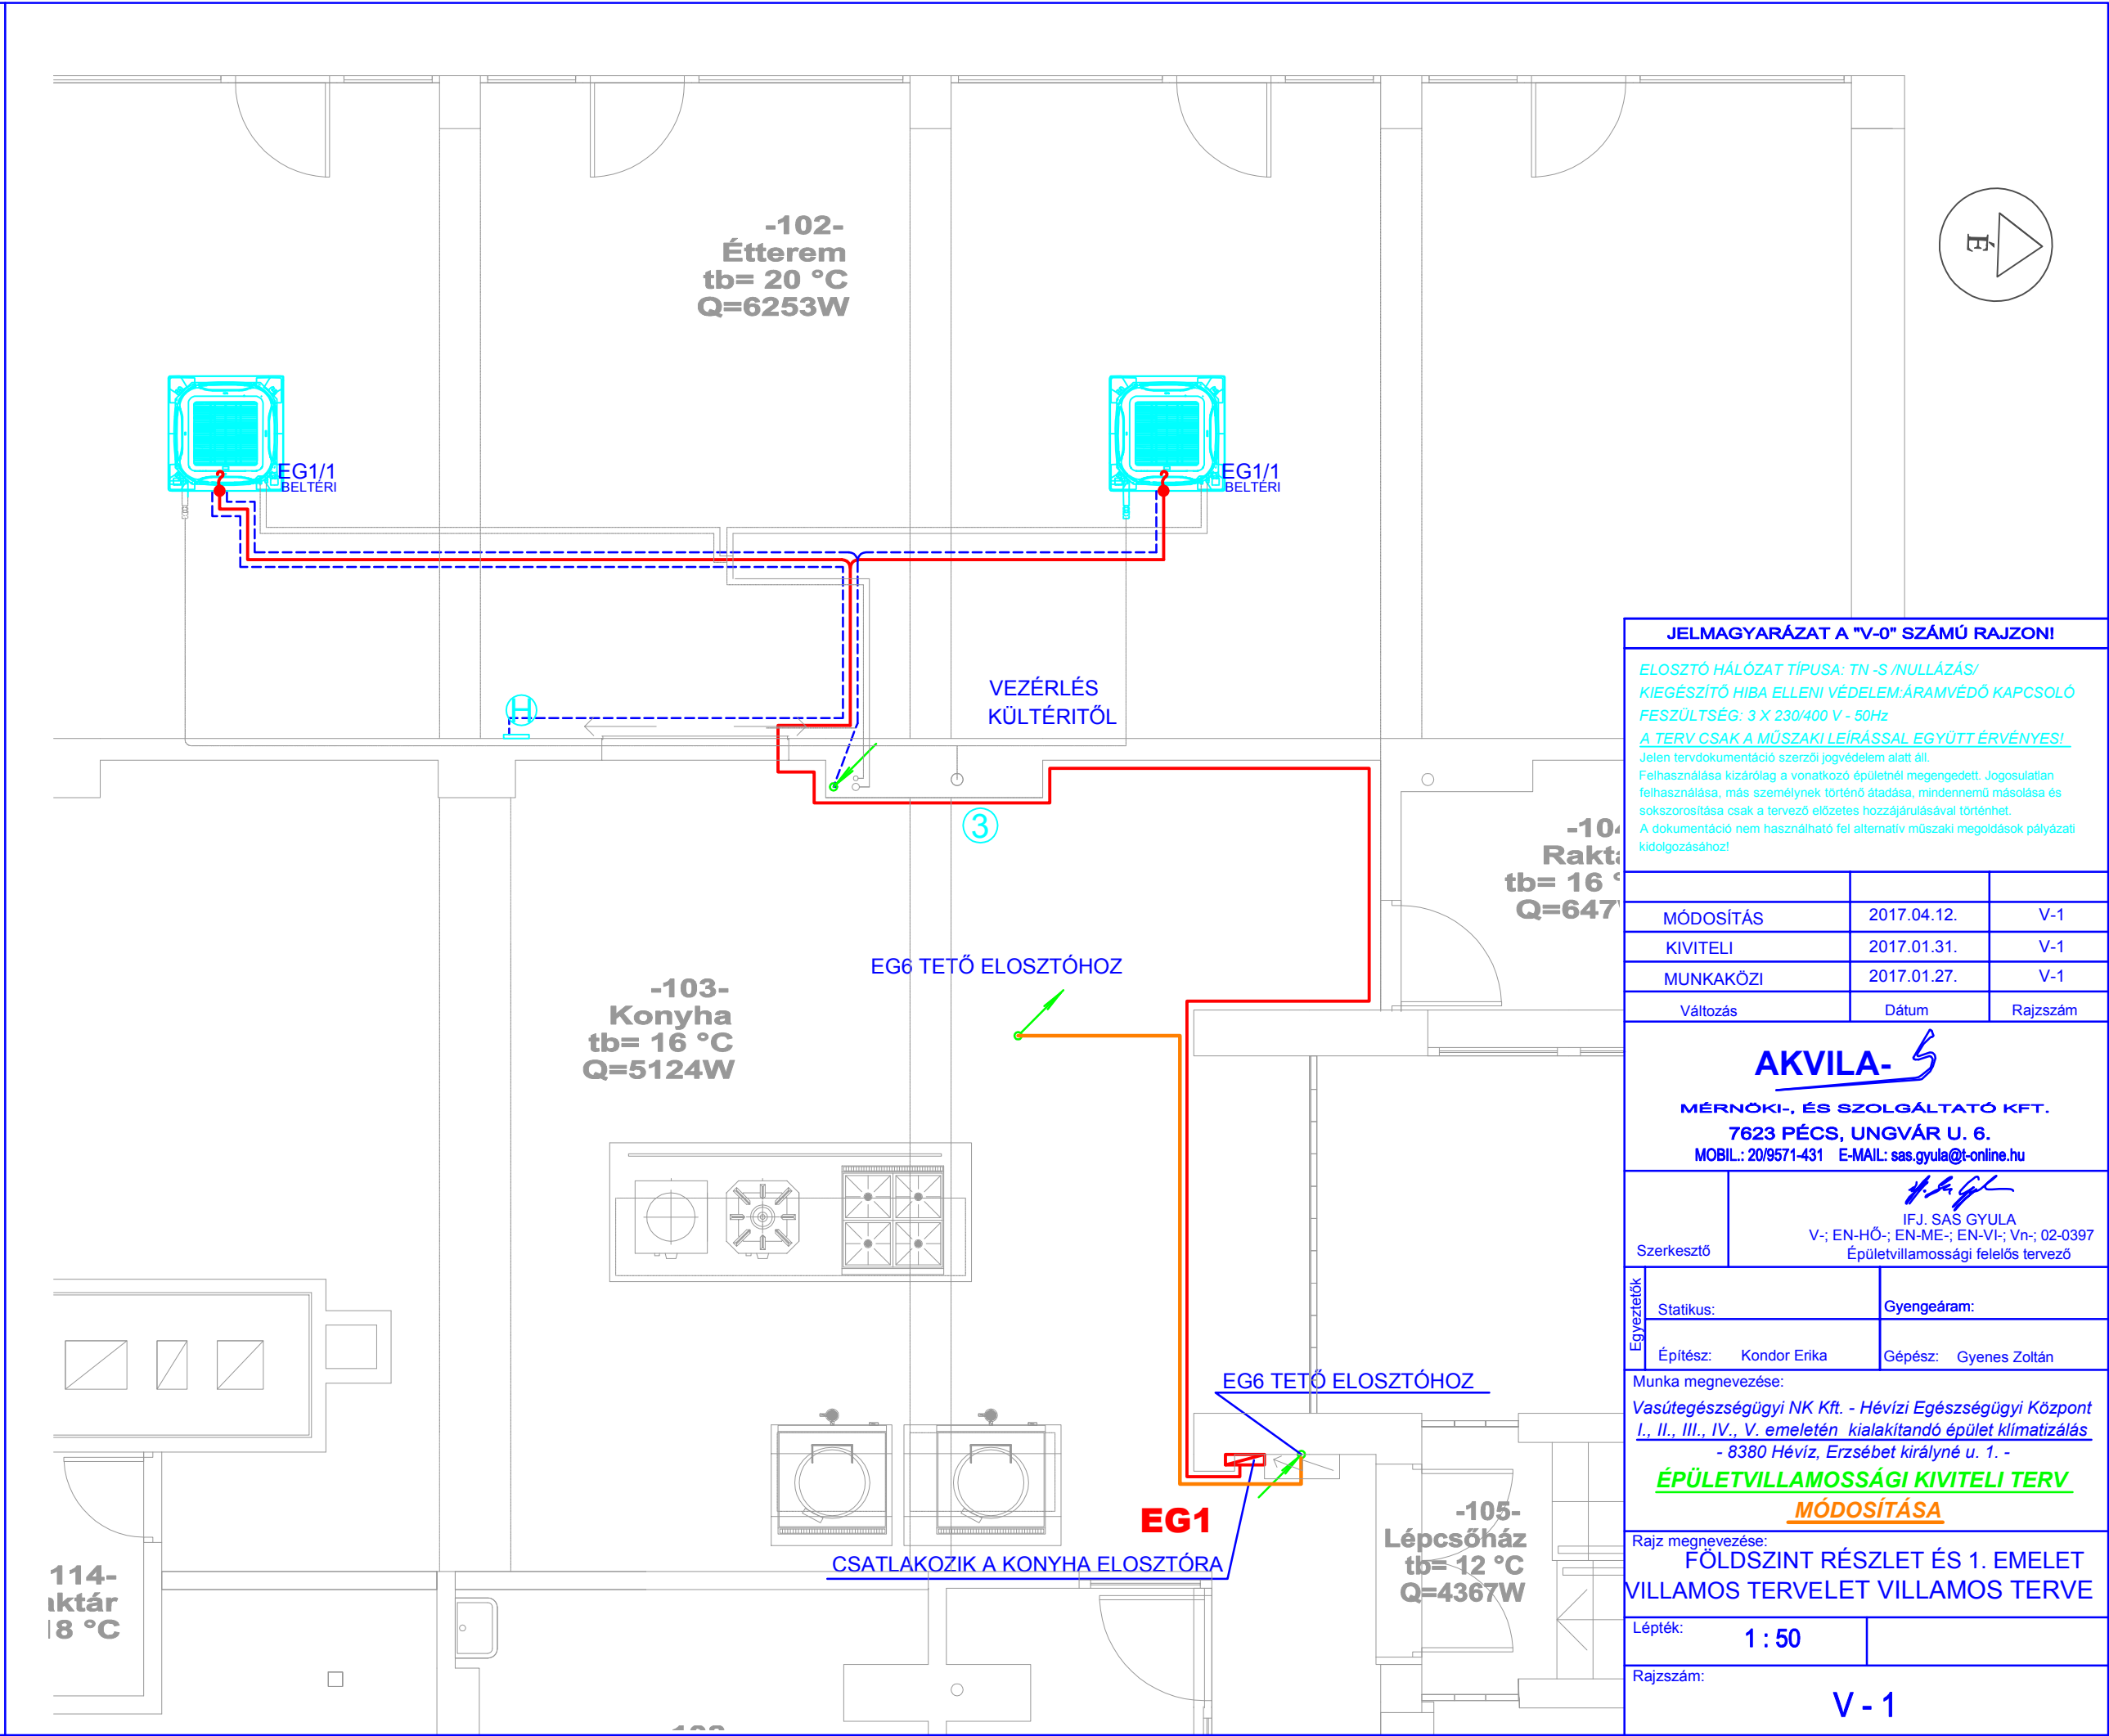 -102-
Étterem
tb= 20 °C
Q=6253W
É
EG1/1
BELTÉRI
EG1/1
BELTÉRI
H
VEZÉRLÉS
KÜLTÉRITŐL
3
EG6 TETŐ ELOSZTÓHOZ
-103-
Konyha
tb= 16 °C
Q=5124W
tb= 16
Q=647
EG6 TETŐ ELOSZTÓHOZ
EG1
CSATLAKOZIK A KONYHA ELOSZTÓRA
-105-
Lépcsőház
tb= 12 °C
Q=4367W
114-
JELMAGYARÁZAT A "V-0" SZÁMÚ RAJZON!
ELOSZTÓ HÁLÓZAT TÍPUSA: TN -S /NULLÁZÁS/
KIEGÉSZÍTŐ HIBA ELLENI VÉDELEM:ÁRAMVÉDŐ KAPCSOLÓ
FESZÜLTSÉG: 3 X 230/400 V - 50Hz
A TERV CSAK A MŰSZAKI LEÍRÁSSAL EGYÜTT ÉRVÉNYES!
Jelen tervdokumentáció szerzői jogvédelem alatt áll.
Felhasználása kizárólag a vonatkozó épületnél megengedett. Jogosulatlan
felhasználása, más személynek történő átadása, mindennemű másolása és
sokszorosítása csak a tervező előzetes hozzájárulásával történhet.
A dokumentáció nem használható fel alternatív műszaki megoldások pályázati
kidolgozásához!
MÓDOSÍTÁS 2017.04.12. V-1
KIVITELI 2017.01.31. V-1
MUNKAKÖZI 2017.01.27. V-1
Változás Dátum Rajzszám
AKVILA-S
MÉRNÖKI-, ÉS SZOLGÁLTATÓ KFT.
7623 PÉCS, UNGVÁR U. 6.
MOBIL.: 20/9571-431 E-MAIL: sas.gyula@t-online.hu
IFJ. SAS GYULA
V-; EN-HŐ-; EN-ME-; EN-VI-; Vn-; 02-0397
Szerkesztő Épületvillamossági felelős tervező
Egyeztetők
Statikus: Gyengeáram:
Építész: Kondor Erika Gépész: Gyenes Zoltán
Munka megnevezése:
Vasútegészségügyi NK Kft. - Hévízi Egészségügyi Központ
I., II., III., IV., V. emeletén kialakítandó épület klímatizálás
- 8380 Hévíz, Erzsébet királyné u. 1. -
ÉPÜLETVILLAMOSSÁGI KIVITELI TERV
MÓDOSÍTÁSA
Rajz megnevezése:
FÖLDSZINT RÉSZLET ÉS 1. EMELET
VILLAMOS TERVELET VILLAMOS TERVE
Lépték: 1 : 50
Rajzszám:
V - 1